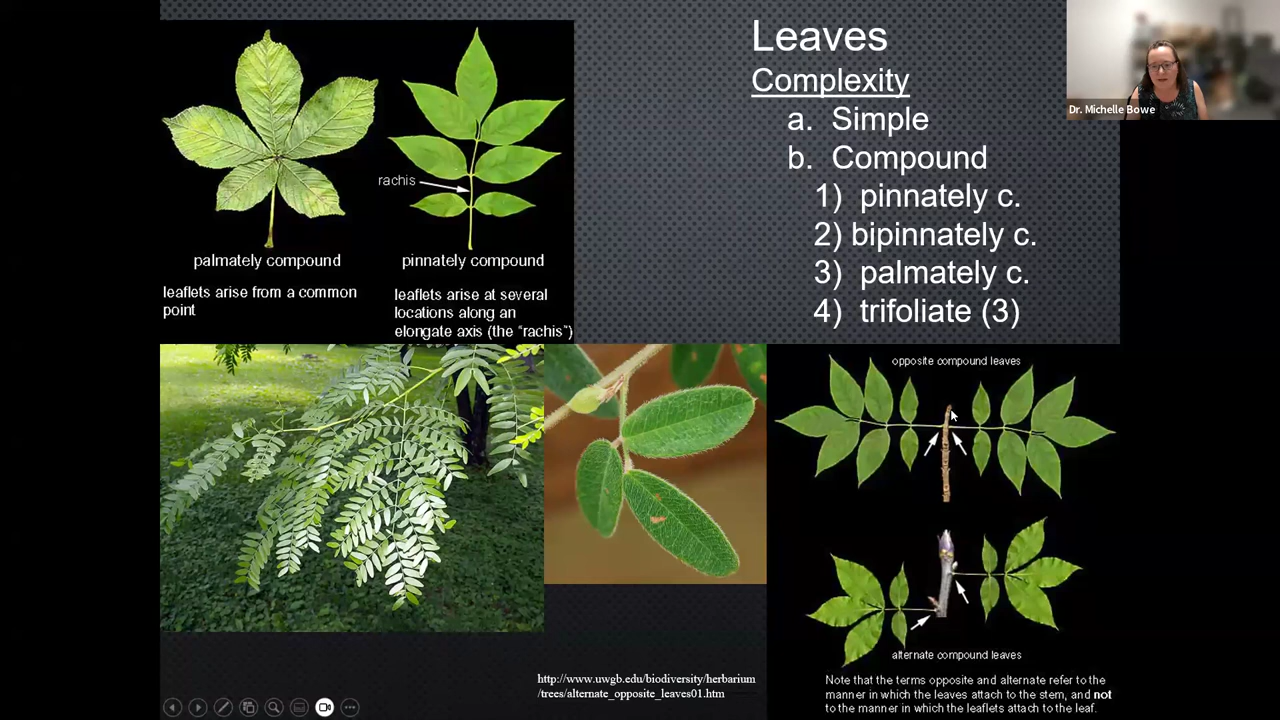 Leaves
Complexity
a. Simple
b. Compound
1) pinnately c.
2) bipinnately c.
3) palmately c.
4) trifoliate (3)
Dr. Michelle Bowe
rachis
palmately compound
leaflets arise from a common
point
pinnately compound
leaflets arise at several
locations along an
elongate axis (the "rachis")
opposite compound leaves
alternate compound leaves
Note that the terms opposite and alternate refer to the
manner in which the leaves attach to the stem, and not
to the manner in which the leaflets attach to the leaf.
http://www.uwgb.edu/biodiversity/herbarium
/trees/alternate_opposite_leaves01.htm